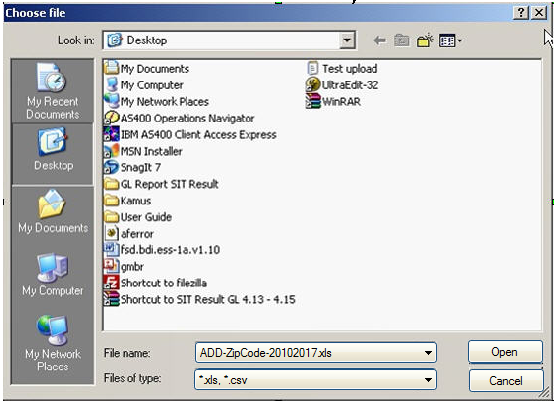 Choose file
Look in: Desktop
My Recent
Documents
Desktop
My Documents
My Computer
My Network
Places
My Documents
My Computer
My Network Places
AS400 Operations Navigator
IBM AS400 Client Access Express
MSN Installer
SnagIt 7
GL Report SIT Result
Kamus
User Guide
aferror
fsd.bdi.ess-1a.v1.10
gmbr
Shortcut to filezilla
Shortcut to SIT Result GL 4.13 - 4.15
Test upload
UltraEdit-32
WinRAR
File name: ADD-ZipCode-20102017.xls Open
Files of type: *.xls, *.csv Cancel